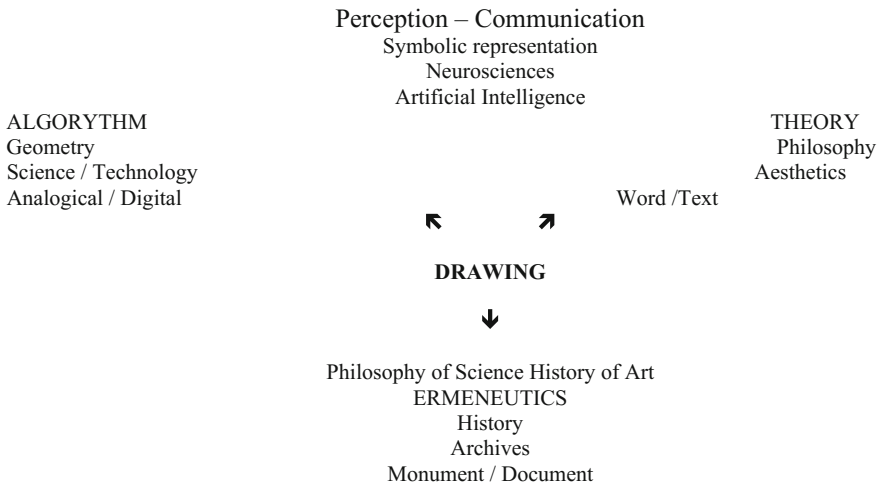 Perception – Communication
Symbolic representation
Neurosciences
Artificial Intelligence
ALGORYTHM THEORY
Geometry Philosophy
Science / Technology Aesthetics
Analogical / Digital Word /Text
DRAWING
Philosophy of Science History of Art
ERMENEUTICS
History
Archives
Monument / Document